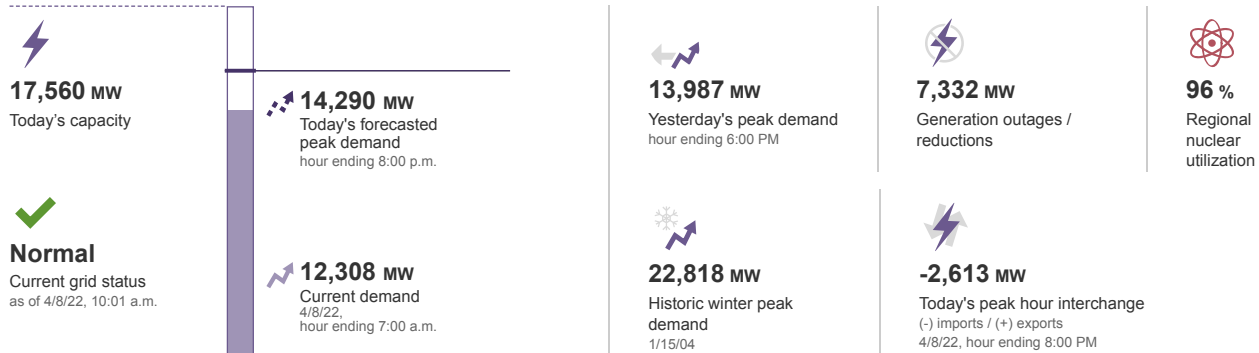 17,560 MW
Today's capacity
Normal
Current grid status
as of 4/8/22, 10:01 a.m.
14,290 MW
Today's forecasted
peak demand
hour ending 8:00 p.m.
12,308 MW
Current demand
4/8/22,
hour ending 7:00 a.m.
13,987 MW
Yesterday's peak demand
hour ending 6:00 PM
7,332 MW
Generation outages /
reductions
96 %
Regional
nuclear
utilization
22,818 MW
Historic winter peak
demand
1/15/04
-2,613 MW
Today's peak hour interchange
(-) imports / (+) exports
4/8/22, hour ending 8:00 PM